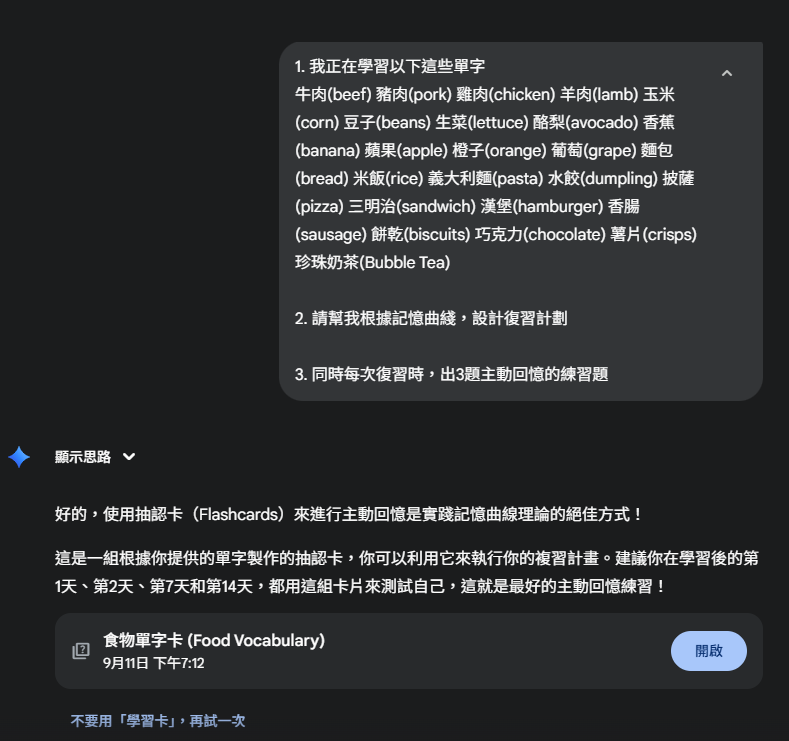 1. 我正在學習以下這些單字
牛肉(beef) 豬肉(pork) 雞肉(chicken) 羊肉(lamb) 玉米
(corn) 豆子(beans) 生菜(lettuce) 酪梨(avocado) 香蕉
(banana) 蘋果(apple) 橙子(orange) 葡萄(grape) 麵包
(bread) 米飯(rice) 義大利麵(pasta) 水餃(dumpling) 披薩
(pizza) 三明治(sandwich) 漢堡(hamburger) 香腸
(sausage) 餅乾(biscuits) 巧克力(chocolate) 薯片(crisps)
珍珠奶茶(Bubble Tea)
2. 請幫我根據記憶曲綫，設計復習計劃
3. 同時每次復習時，出3題主動回憶的練習題
顯示思路
好的，使用抽認卡（Flashcards）來進行主動回憶是實踐記憶曲線理論的絕佳方式！
這是一組根據你提供的單字製作的抽認卡，你可以利用它來執行你的複習計畫。建議你在學習後的第
1天、第2天、第7天和第14天，都用這組卡片來測試自己，這就是最好的主動回憶練習！
食物單字卡 (Food Vocabulary)
9月11日 下午7:12
開啟
不要用「學習卡」，再試一次